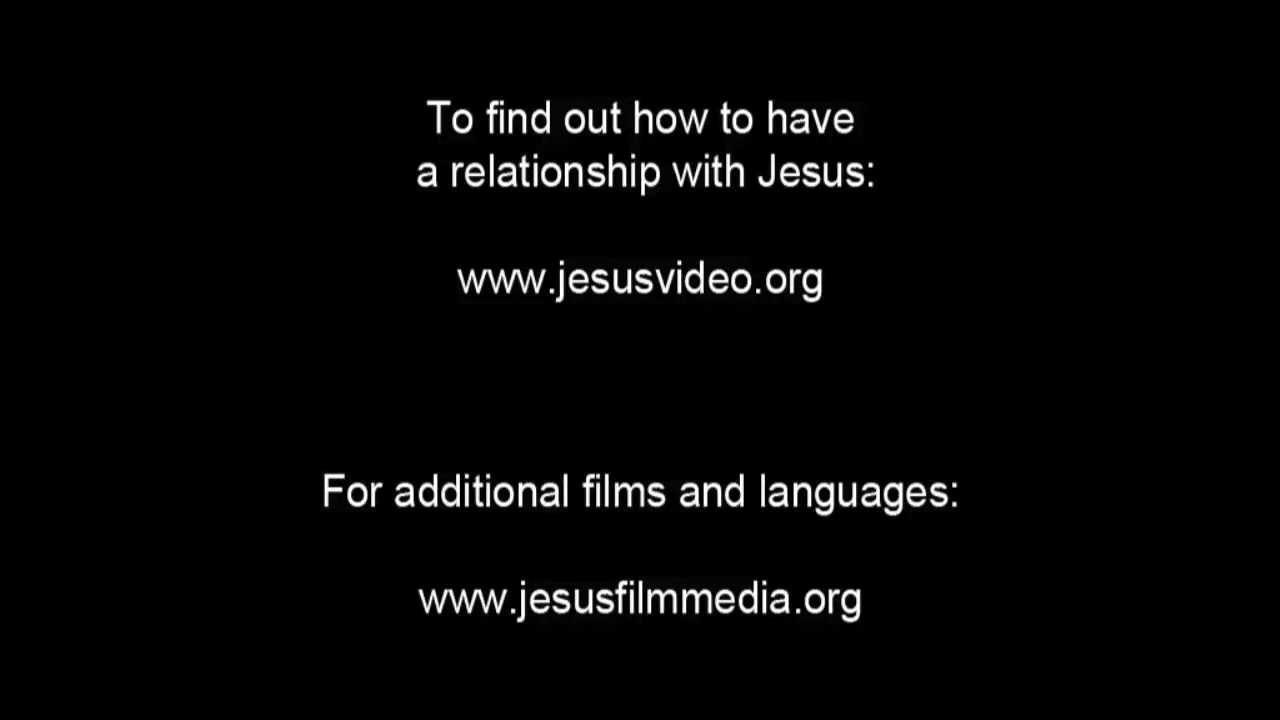 To find out how to have
a relationship with Jesus:
www.jesusvideo.org
For additional films and languages:
www.jesusfilmmedia.org